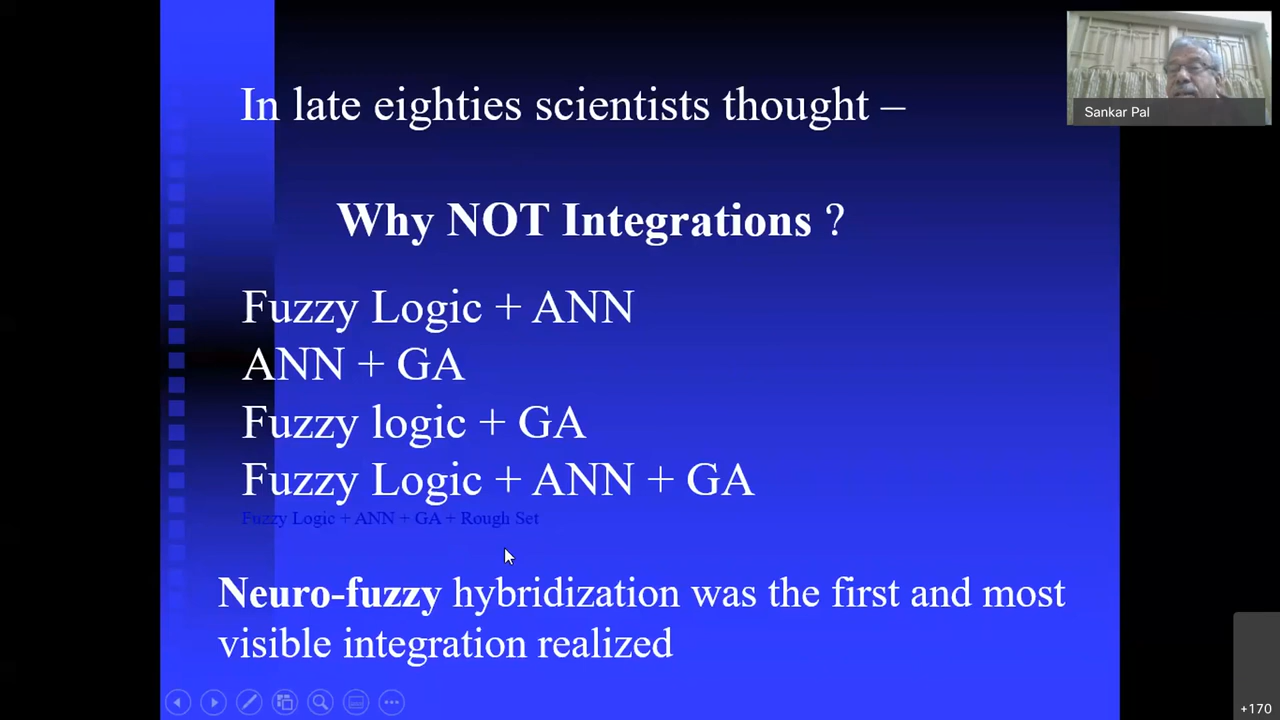 In late eighties scientists thought –
Sankar Pal
Why NOT Integrations ?
Fuzzy Logic + ANN
ANN + GA
Fuzzy logic + GA
Fuzzy Logic + ANN + GA
Fuzzy Logic + ANN + GA + Rough Set
Neuro-fuzzy hybridization was the first and most
visible integration realized
+170